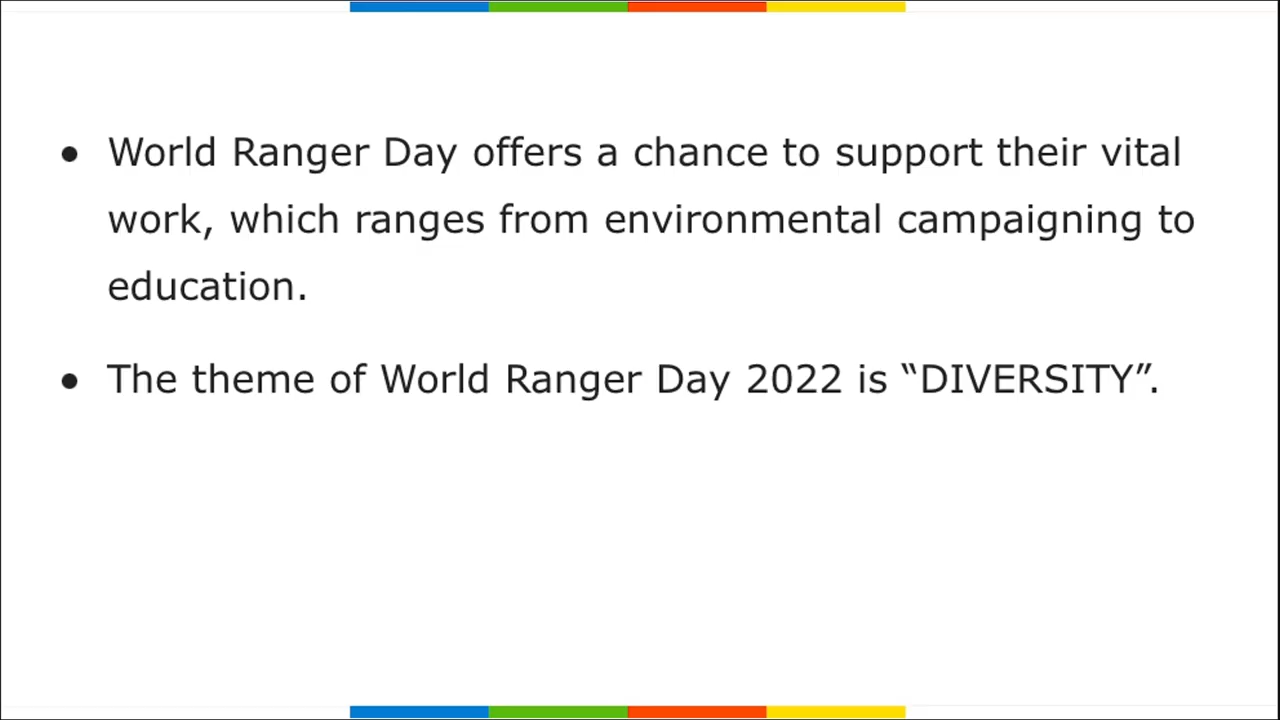 • World Ranger Day offers a chance to support their vital
work, which ranges from environmental campaigning to
education.
• The theme of World Ranger Day 2022 is “DIVERSITY”.